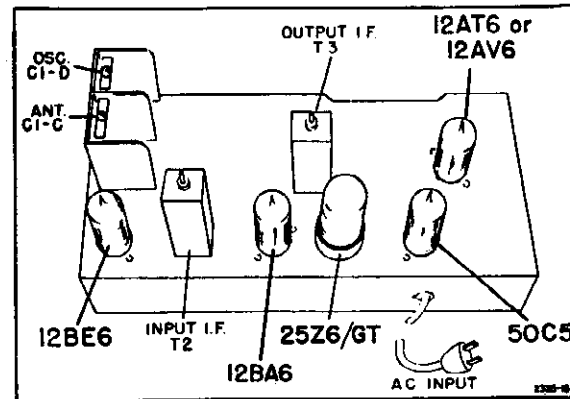 12AT6 or
12AV6
OUTPUT I.F.
T3
OSC.
C1-D
ANT.
C1-C
12BE6
INPUT I.F.
T2
12BA6
25Z6/GT
50C5
AC INPUT